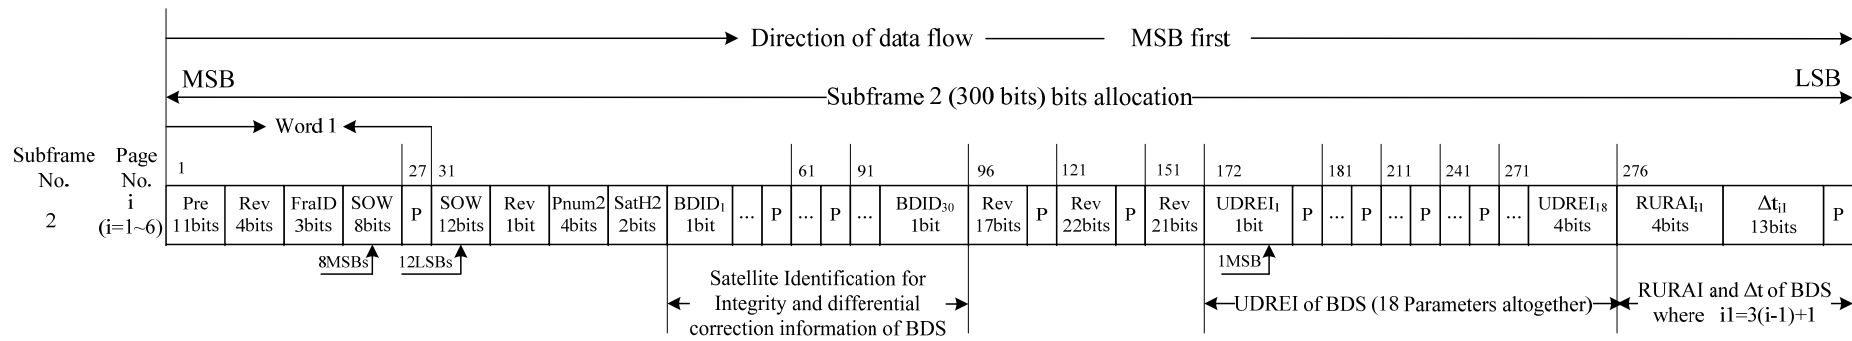 Direction of data flow MSB first
MSB LSB
Subframe 2 (300 bits) bits allocation
Word 1
Subframe No. Page No. i (i=1~6)
1 27 31 61 91 96 121 151 172 181 211 241 271 276
2
Pre 11bits
Rev 4bits
FraID 3bits
SOW 8bits
P
SOW 12bits
Rev 1bit
Pnum2 4bits
SatH2 2bits
BDID₁ 1bit
...
P
...
P
...
BDID₃₀ 1bit
Rev 17bits
P
Rev 22bits
P
Rev 21bits
UDREI₁ 1bit
P
...
P
...
P
...
P
...
UDREI₁₈ 4bits
RURAIᵢ₁ 4bits
Δtᵢ₁ 13bits
P
8MSBs 12LSBs 1MSB
Satellite Identification for
Integrity and differential
correction information of BDS
UDREI of BDS (18 Parameters altogether)
RURAI and Δt of BDS
where i1=3(i-1)+1